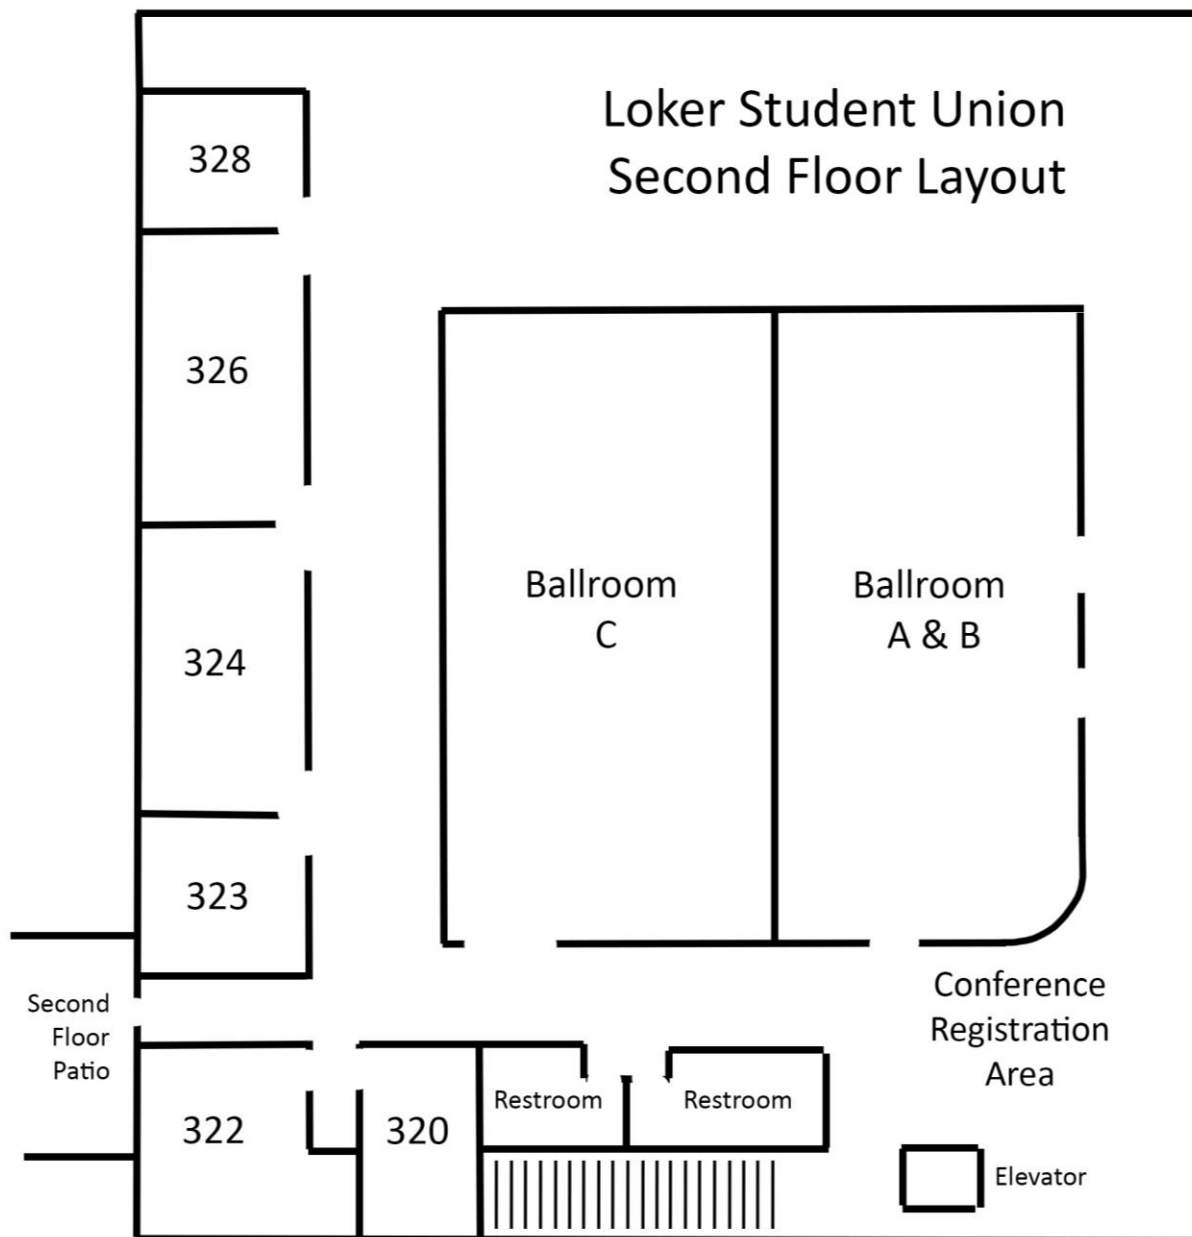 Loker Student Union
Second Floor Layout
328
326
324
323
Ballroom
C
Ballroom
A & B
Second
Floor
Patio
Conference
Registration
Area
322
320
Restroom
Restroom
Elevator